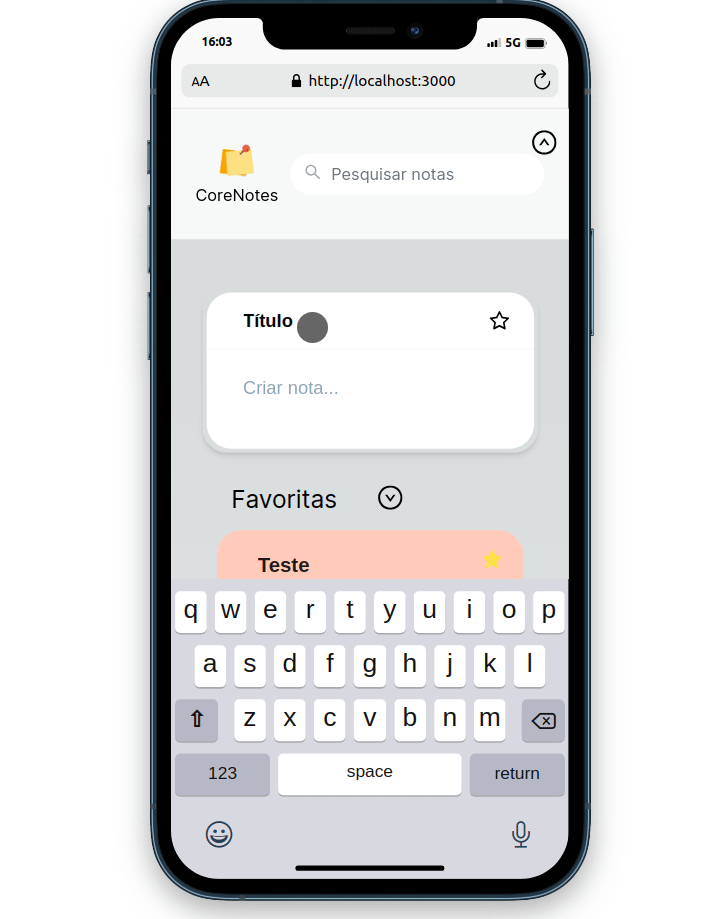 16:03 5G
AA http://localhost:3000
CoreNotes
Pesquisar notas
Título
Criar nota...
Favoritas
Teste
q w e r t y u i o p
a s d f g h j k l
z x c v b n m
123 space return